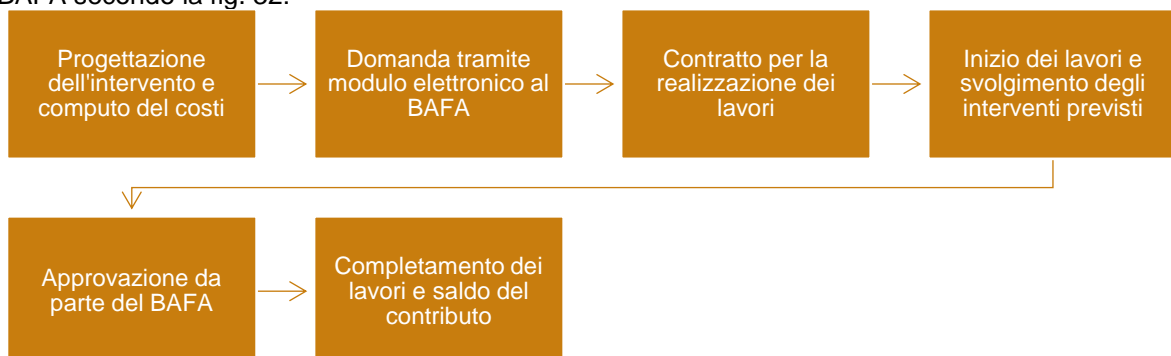 BAFA secondo la fig. 32:
Progettazione
dell'intervento e
computo del costi
Domanda tramite
modulo elettronico al
BAFA
Contratto per la
realizzazione dei
lavori
Inizio dei lavori e
svolgimento degli
interventi previsti
Approvazione da
parte del BAFA
Completamento dei
lavori e saldo del
contributo